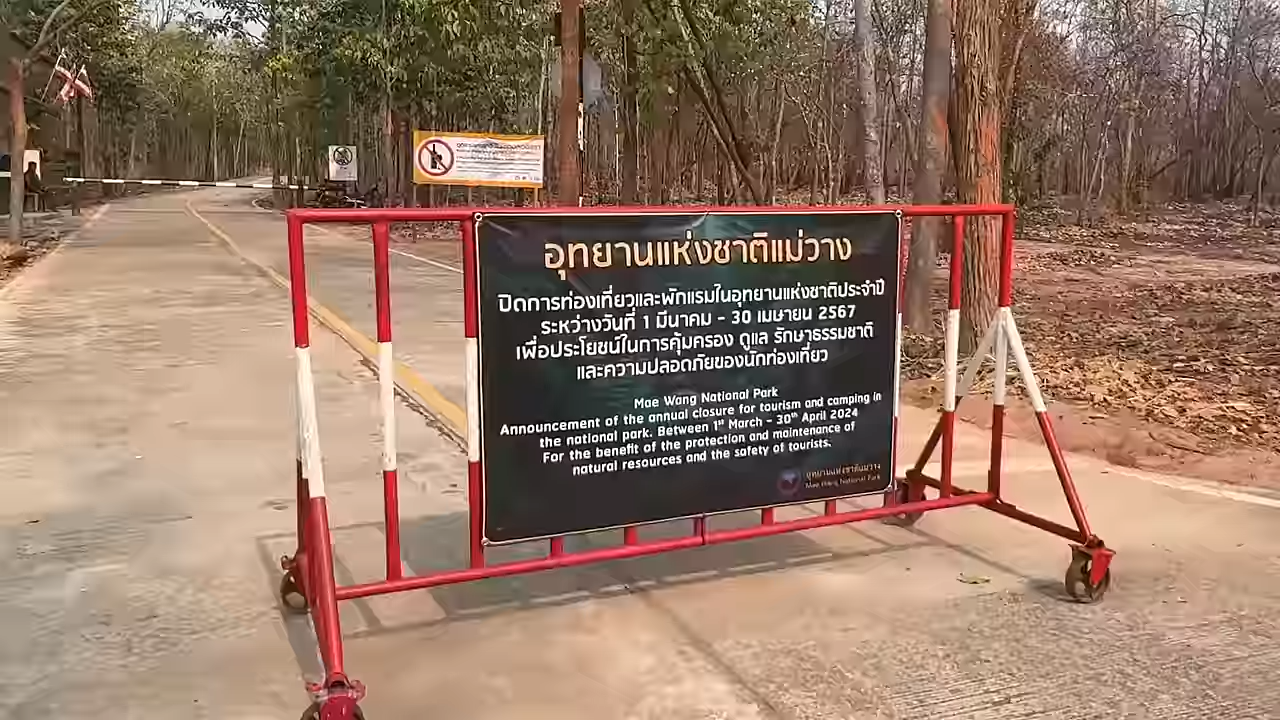 อุทยานแห่งชาติแม่วาง
ปิดการท่องเที่ยวและพักแรมในอุทยานแห่งชาติประจำปี
ระหว่างวันที่ 1 มีนาคม - 30 เมษายน 2567
เพื่อประโยชน์ในการคุ้มครอง ดูแล รักษาธรรมชาติ
และความปลอดภัยของนักท่องเที่ยว
Mae Wang National Park
Announcement of the annual closure for tourism and camping in
the national park. Between 1st March - 30th April 2024
For the benefit of the protection and maintenance of
natural resources and the safety of tourists.
อุทยานแห่งชาติแม่วาง
Mae Wang National Park